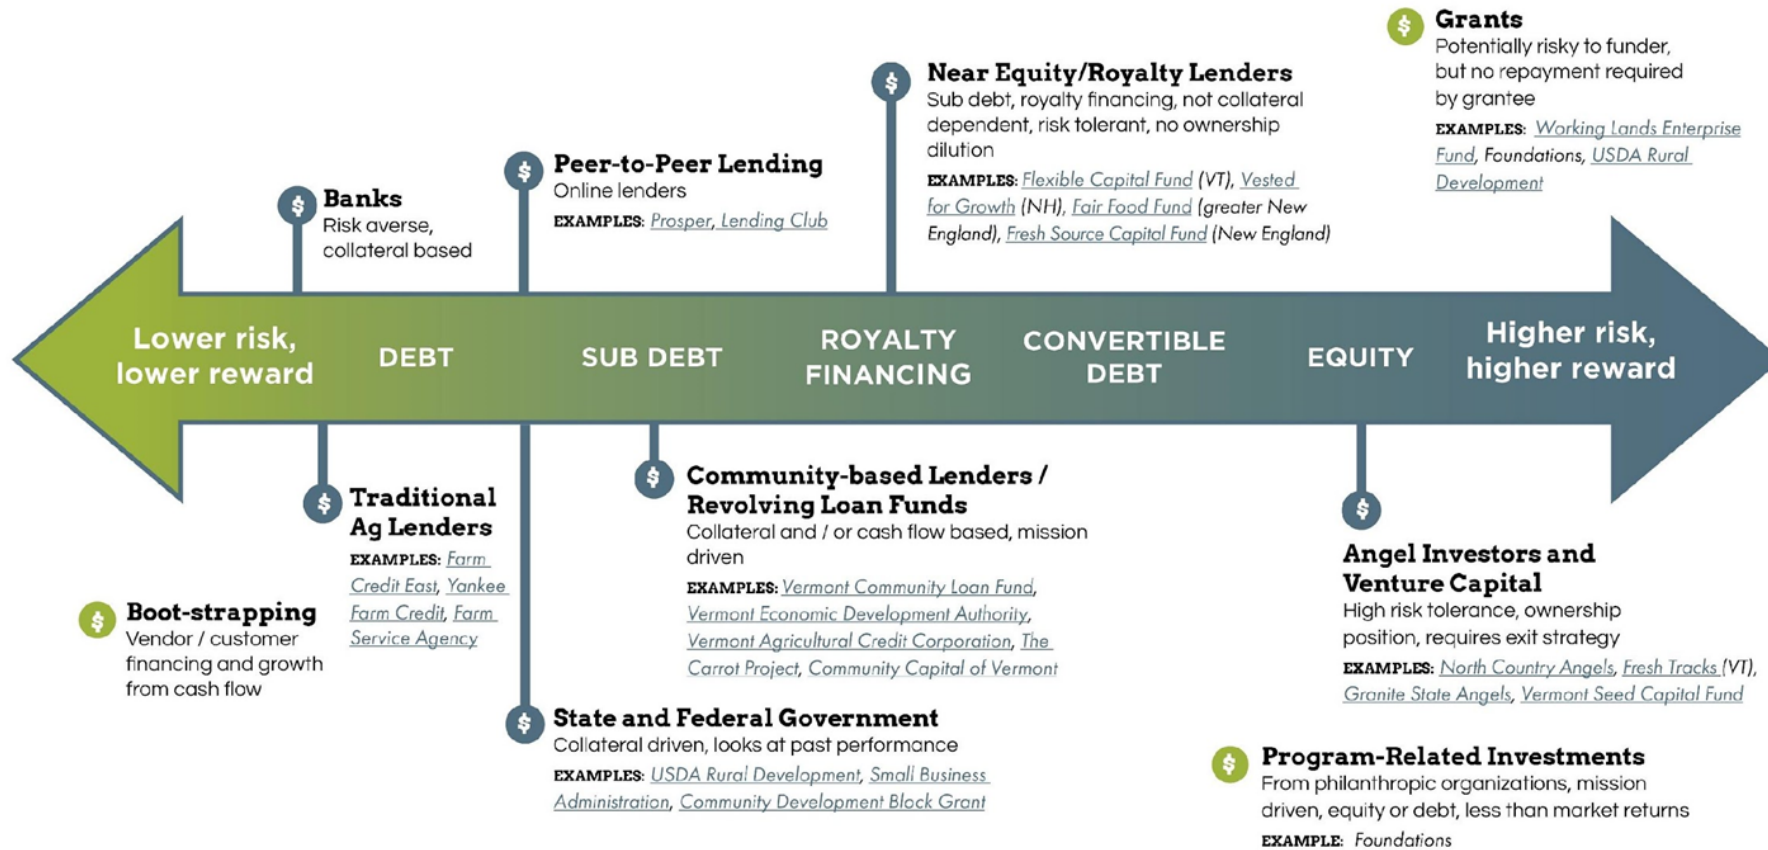 Grants
Potentially risky to funder,
but no repayment required
by grantee
EXAMPLES: Working Lands Enterprise
Fund, Foundations, USDA Rural
Development
Near Equity/Royalty Lenders
Sub debt, royalty financing, not collateral
dependent, risk tolerant, no ownership
dilution
EXAMPLES: Flexible Capital Fund (VT), Vested
for Growth (NH), Fair Food Fund (greater New
England), Fresh Source Capital Fund (New England)
Peer-to-Peer Lending
Online lenders
EXAMPLES: Prosper, Lending Club
Banks
Risk averse,
collateral based
Lower risk,
lower reward
DEBT
SUB DEBT
ROYALTY
FINANCING
CONVERTIBLE
DEBT
EQUITY
Higher risk,
higher reward
Traditional
Ag Lenders
EXAMPLES: Farm
Credit East, Yankee
Farm Credit, Farm
Service Agency
Boot-strapping
Vendor / customer
financing and growth
from cash flow
Community-based Lenders /
Revolving Loan Funds
Collateral and / or cash flow based, mission
driven
EXAMPLES: Vermont Community Loan Fund,
Vermont Economic Development Authority,
Vermont Agricultural Credit Corporation, The
Carrot Project, Community Capital of Vermont
State and Federal Government
Collateral driven, looks at past performance
EXAMPLES: USDA Rural Development, Small Business
Administration, Community Development Block Grant
Angel Investors and
Venture Capital
High risk tolerance, ownership
position, requires exit strategy
EXAMPLES: North Country Angels, Fresh Tracks (VT),
Granite State Angels, Vermont Seed Capital Fund
Program-Related Investments
From philanthropic organizations, mission
driven, equity or debt, less than market returns
EXAMPLE: Foundations